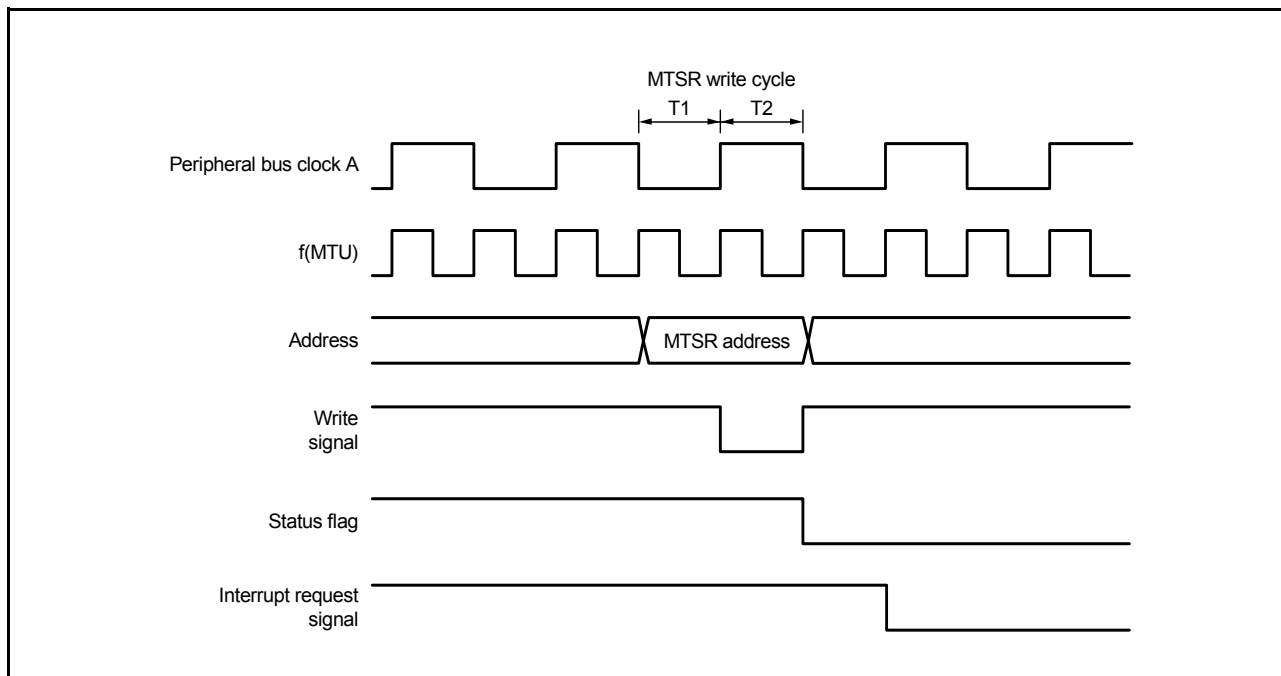 MTSR write cycle
T1 T2
Peripheral bus clock A
f(MTU)
Address
MTSR address
Write
signal
Status flag
Interrupt request
signal